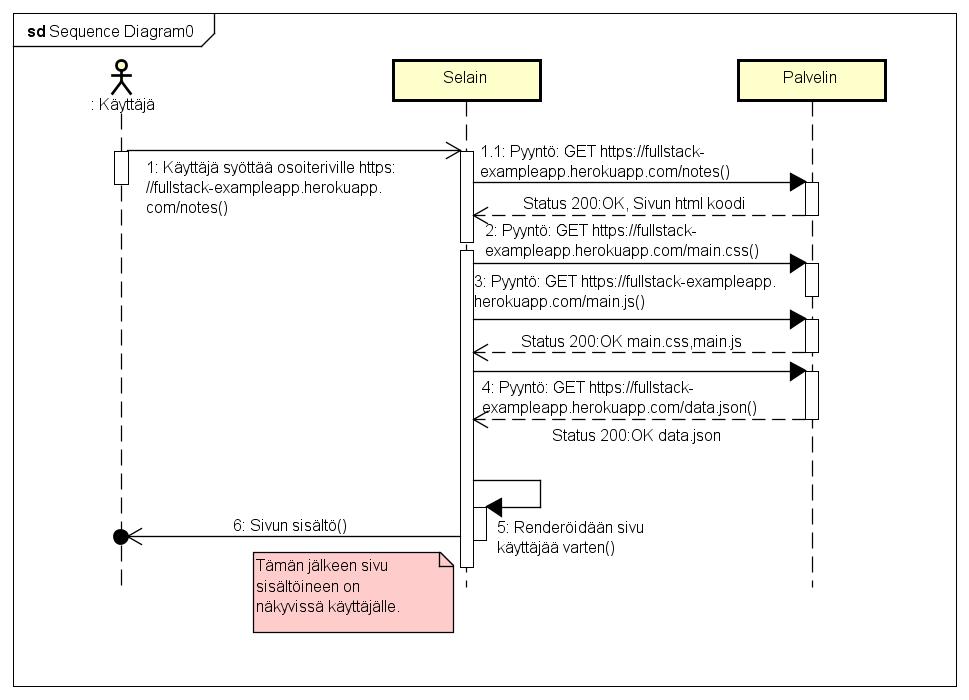 sd Sequence Diagram0
: Käyttäjä
Selain
Palvelin
1: Käyttäjä syöttää osoiteriville https:
//fullstack-exampleapp.herokuapp.
com/notes()
1.1: Pyyntö: GET https://fullstack-
exampleapp.herokuapp.com/notes()
Status 200:OK, Sivun html koodi
2: Pyyntö: GET https://fullstack-
exampleapp.herokuapp.com/main.css()
3: Pyyntö: GET https://fullstack-exampleapp.
herokuapp.com/main.js()
Status 200:OK main.css,main.js
4: Pyyntö: GET https://fullstack-
exampleapp.herokuapp.com/data.json()
Status 200:OK data.json
5: Renderöidään sivu
käyttäjää varten()
6: Sivun sisältö()
Tämän jälkeen sivu
sisältöineen on
näkyvissä käyttäjälle.